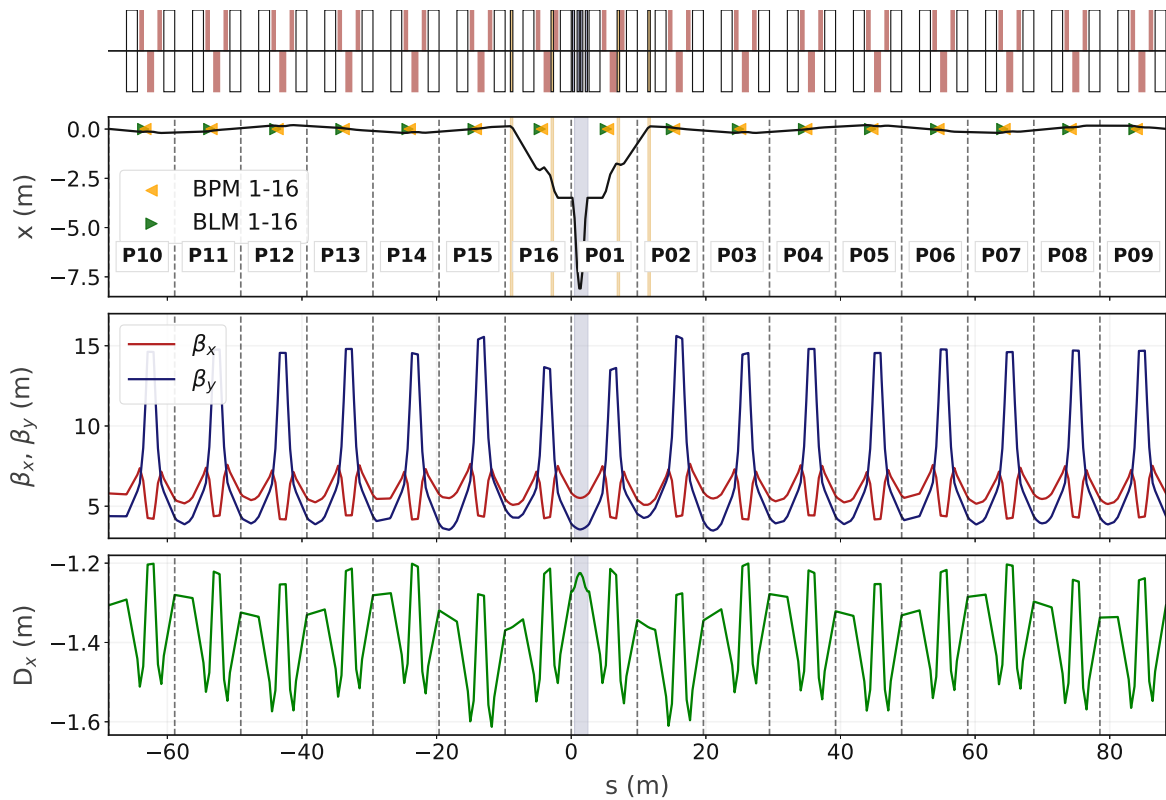 x (m)
0.0
−2.5
−5.0
−7.5
BPM 1-16
BLM 1-16
P10 P11 P12 P13 P14 P15 P16 P01 P02 P03 P04 P05 P06 P07 P08 P09
βx, βy (m)
15
10
5
βx
βy
Dx (m)
−1.2
−1.4
−1.6
−60 −40 −20 0 20 40 60 80
s (m)